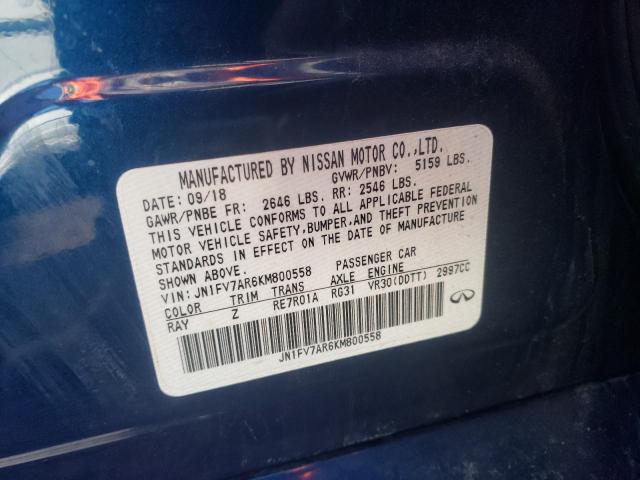 MANUFACTURED BY NISSAN MOTOR CO.,LTD.
DATE: 09/18 GVWR/PNBV: 5159 LBS.
GAWR/PNBE FR: 2646 LBS. RR: 2546 LBS.
THIS VEHICLE CONFORMS TO ALL APPLICABLE FEDERAL
MOTOR VEHICLE SAFETY,BUMPER,AND THEFT PREVENTION
STANDARDS IN EFFECT ON THE DATE OF MANUFACTURE
SHOWN ABOVE.
VIN: JN1FV7AR6KM800558 PASSENGER CAR
COLOR TRIM TRANS AXLE ENGINE
RAY Z RE7R01A RG31 VR30(DDTT) 2997CC
JN1FV7AR6KM800558